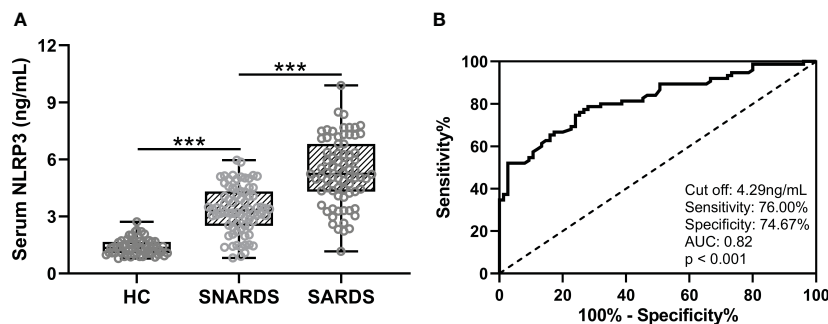 A
Serum NLRP3 (ng/mL)
12
9
6
3
0
***
***
HC
SNARDS
SARDS
B
Sensitivity%
100
80
60
40
20
0
0
20
40
60
80
100
100% - Specificity%
Cut off: 4.29ng/mL
Sensitivity: 76.00%
Specificity: 74.67%
AUC: 0.82
p < 0.001